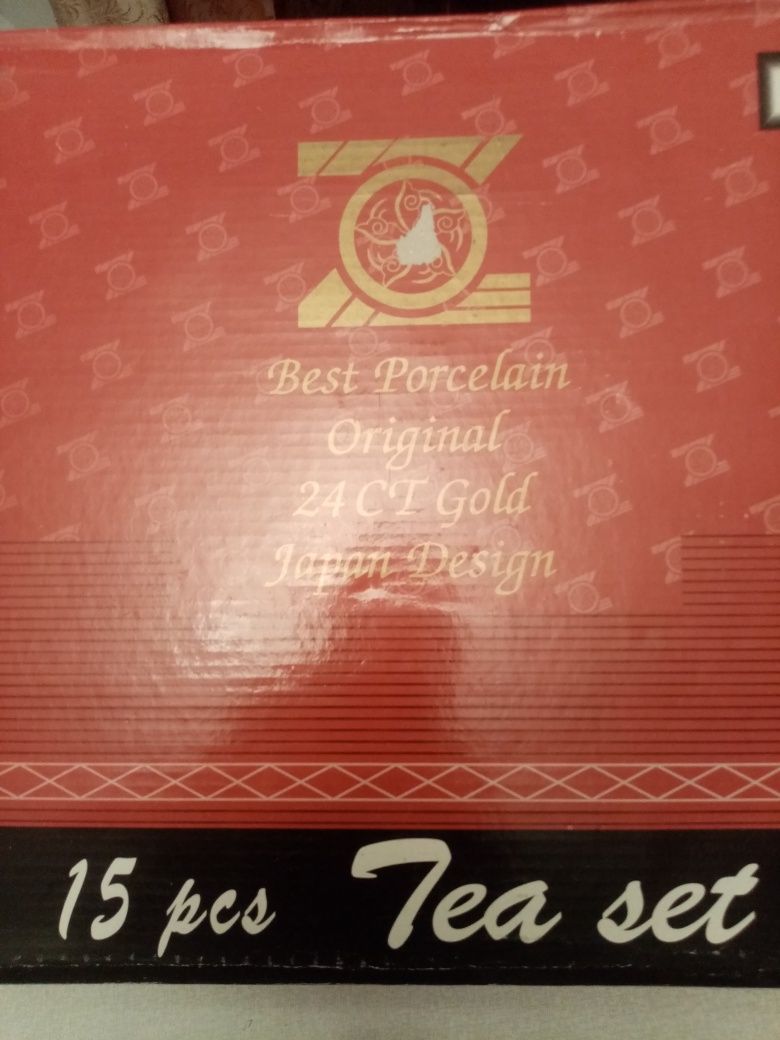 Best Porcelain
Original
24 CT Gold
Japan Design
15 pcs Tea set